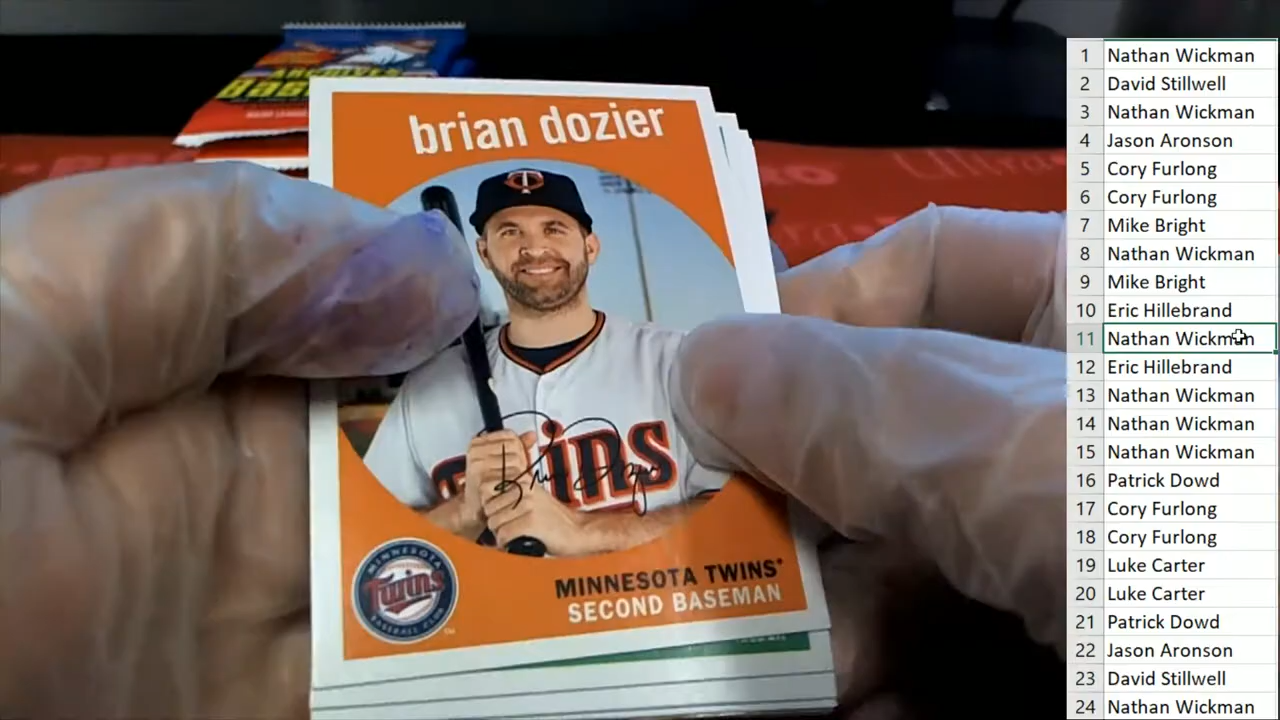 brian dozier
Twins
MINNESOTA
Twins
BASEBALL CLUB
MINNESOTA TWINS
SECOND BASEMAN
1 Nathan Wickman
2 David Stillwell
3 Nathan Wickman
4 Jason Aronson
5 Cory Furlong
6 Cory Furlong
7 Mike Bright
8 Nathan Wickman
9 Mike Bright
10 Eric Hillebrand
11 Nathan Wickman
12 Eric Hillebrand
13 Nathan Wickman
14 Nathan Wickman
15 Nathan Wickman
16 Patrick Dowd
17 Cory Furlong
18 Cory Furlong
19 Luke Carter
20 Luke Carter
21 Patrick Dowd
22 Jason Aronson
23 David Stillwell
24 Nathan Wickman